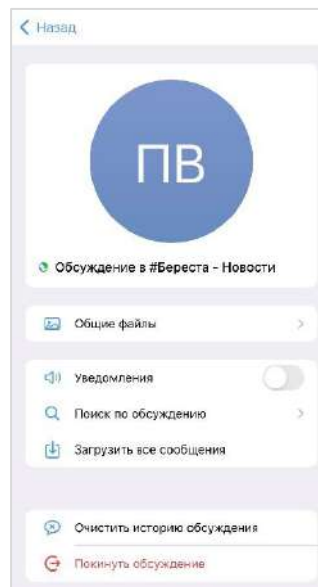 Назад
ПВ
Обсуждение в #Береста - Новости
Общие файлы
Уведомления
Поиск по обсуждению
Загрузить все сообщения
Очистить историю обсуждения
Покинуть обсуждение